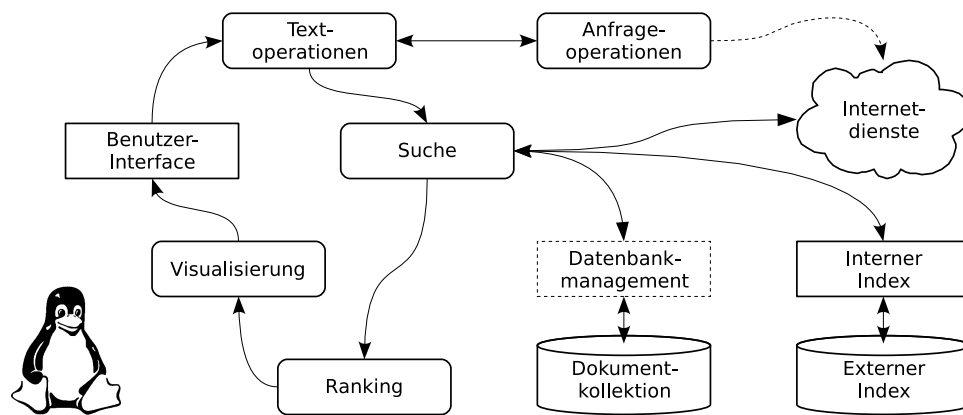 Text-
operationen
Anfrage-
operationen
Internet-
dienste
Benutzer-
Interface
Suche
Visualisierung
Datenbank-
management
Interner
Index
Ranking
Dokument-
kollektion
Externer
Index